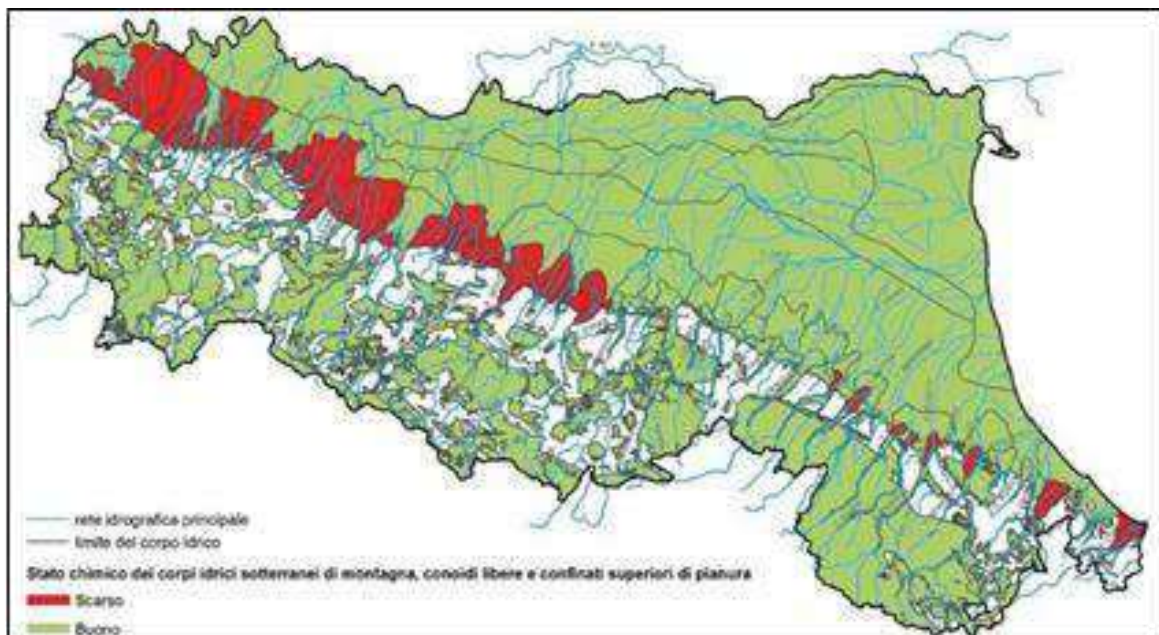 rete idrografica principale
limite del corpo idrico
Stato chimico dei corpi idrici sotterranei di montagna, conoidi libere e confinati superiori di pianura
Scarso
Buono